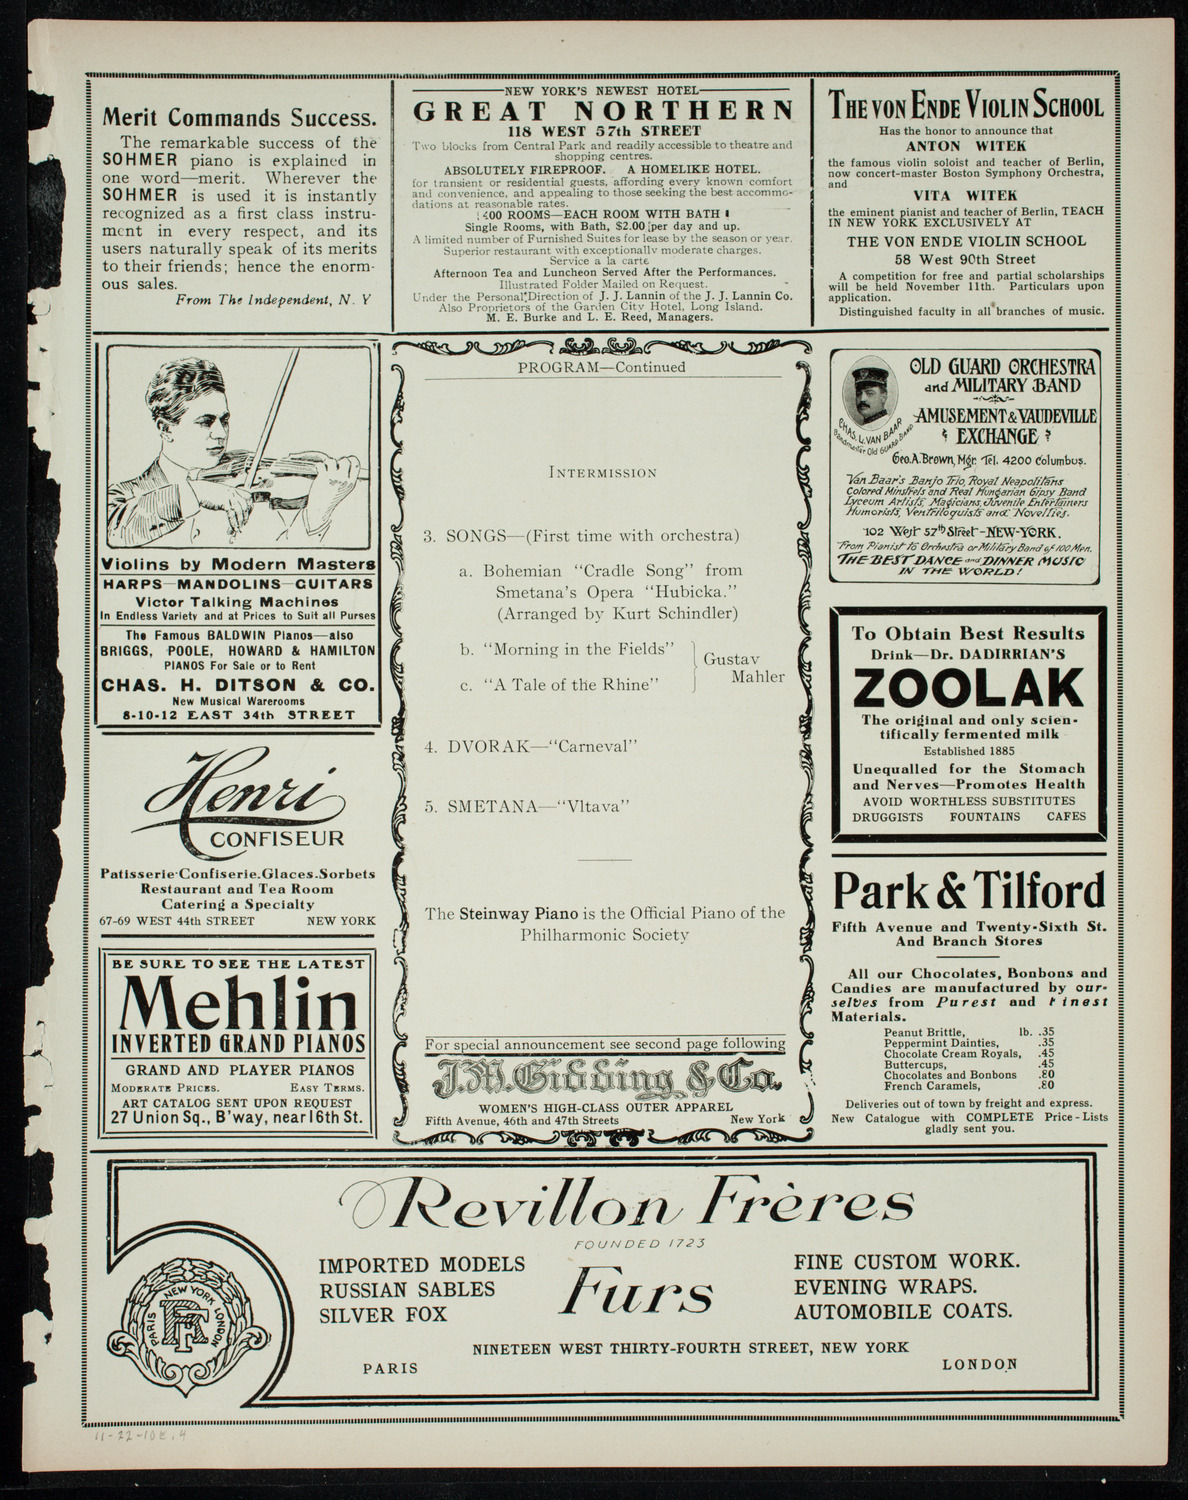 Merit Commands Success.
The remarkable success of the
SOHMER piano is explained in
one word—merit. Wherever the
SOHMER is used it is instantly
recognized as a first class instru-
ment in every respect, and its
users naturally speak of its merits
to their friends; hence the enorm-
ous sales.
From The Independent, N. Y
NEW YORK'S NEWEST HOTEL
GREAT NORTHERN
118 WEST 57th STREET
Two blocks from Central Park and readily accessible to theatre and
shopping centres.
ABSOLUTELY FIREPROOF. A HOMELIKE HOTEL.
for transient or residential guests, affording every known comfort
and convenience, and appealing to those seeking the best accommo-
dations at reasonable rates.
400 ROOMS—EACH ROOM WITH BATH
Single Rooms, with Bath, $2.00 per day and up.
A limited number of Furnished Suites for lease by the season or year.
Superior restaurant with exceptionally moderate charges.
Service a la carte
Afternoon Tea and Luncheon Served After the Performances.
Illustrated Folder Mailed on Request.
Under the Personal Direction of J. J. Lannin of the J. J. Lannin Co.
Also Proprietors of the Garden City Hotel, Long Island.
M. E. Burke and L. E. Reed, Managers.
THE VON ENDE VIOLIN SCHOOL
Has the honor to announce that
ANTON WITEK
the famous violin soloist and teacher of Berlin,
now concert-master Boston Symphony Orchestra,
and
VITA WITEK
the eminent pianist and teacher of Berlin, TEACH
IN NEW YORK EXCLUSIVELY AT
THE VON ENDE VIOLIN SCHOOL
58 West 90th Street
A competition for free and partial scholarships
will be held November 11th. Particulars upon
application.
Distinguished faculty in all branches of music.
Violins by Modern Masters
HARPS MANDOLINS GUITARS
Victor Talking Machines
In Endless Variety and at Prices to Suit all Purses
The Famous BALDWIN Pianos—also
BRIGGS, POOLE, HOWARD & HAMILTON
PIANOS For Sale or to Rent
CHAS. H. DITSON & CO.
New Musical Warerooms
8-10-12 EAST 34th STREET
Henri
CONFISEUR
Patisserie-Confiserie.Glaces.Sorbets
Restaurant and Tea Room
Catering a Specialty
67-69 WEST 44th STREET NEW YORK
BE SURE TO SEE THE LATEST
Mehlin
INVERTED GRAND PIANOS
GRAND AND PLAYER PIANOS
MODERATE PRICES. EASY TERMS.
ART CATALOG SENT UPON REQUEST
27 Union Sq., B'way, near 16th St.
PROGRAM—Continued
INTERMISSION
3. SONGS—(First time with orchestra)
a. Bohemian "Cradle Song" from
Smetana's Opera "Hubicka."
(Arranged by Kurt Schindler)
b. "Morning in the Fields"
c. "A Tale of the Rhine"
Gustav
Mahler
4. DVORAK—"Carneval"
5. SMETANA—"Vltava"
The Steinway Piano is the Official Piano of the
Philharmonic Society
For special announcement see second page following
J.M. Gidding & Co.
WOMEN'S HIGH-CLASS OUTER APPAREL
Fifth Avenue, 46th and 47th Streets New York
OLD GUARD ORCHESTRA
and MILITARY BAND
AMUSEMENT & VAUDEVILLE
EXCHANGE
CHAS. L. VAN BAAR
Bandmaster Old GUARD BAND
Geo. A. Brown, Mgr. Tel. 4200 Columbus.
Van Baar's Banjo Trio, Royal Neapolitans
Colored Minstrels and Real Hungarian Gipsy Band
Lyceum Artists, Magicians, Juvenile Entertainers
Humorists, Ventriloquists and Novelties.
102 West 57th Street—NEW-YORK.
From Pianist to Orchestra or Military Band of 100 Men.
THE BEST DANCE and DINNER MUSIC
IN THE WORLD!
To Obtain Best Results
Drink—Dr. DADIRRIAN'S
ZOOLAK
The original and only scien-
tifically fermented milk
Established 1885
Unequalled for the Stomach
and Nerves—Promotes Health
AVOID WORTHLESS SUBSTITUTES
DRUGGISTS FOUNTAINS CAFES
Park & Tilford
Fifth Avenue and Twenty-Sixth St.
And Branch Stores
All our Chocolates, Bonbons and
Candies are manufactured by our-
selves from Purest and Finest
Materials.
Peanut Brittle, lb. .35
Peppermint Dainties, .35
Chocolate Cream Royals, .45
Buttercups, .45
Chocolates and Bonbons .80
French Caramels, .80
Deliveries out of town by freight and express.
New Catalogue with COMPLETE Price-Lists
gladly sent you.
Revillon Frères
FOUNDED 1723
Furs
IMPORTED MODELS
RUSSIAN SABLES
SILVER FOX
FINE CUSTOM WORK.
EVENING WRAPS.
AUTOMOBILE COATS.
NINETEEN WEST THIRTY-FOURTH STREET, NEW YORK
PARIS LONDON
PARIS NEW YORK LONDON
RF